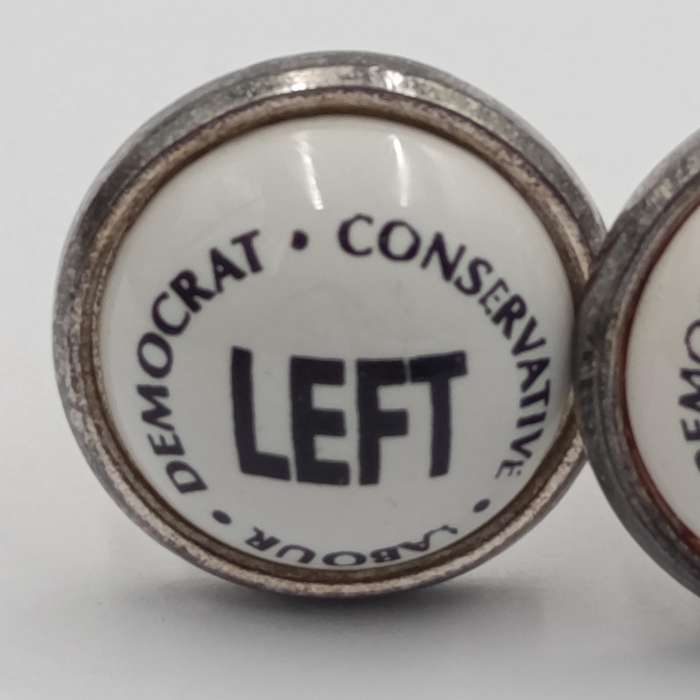 DEMOCRAT • CONSERVATIVE • LABOUR •
LEFT